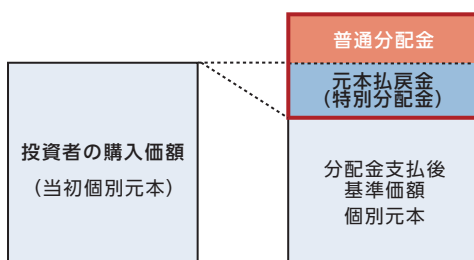 普通分配金
元本払戻金
(特別分配金)
投資者の購入価額
(当初個別元本)
分配金支払後
基準価額
個別元本